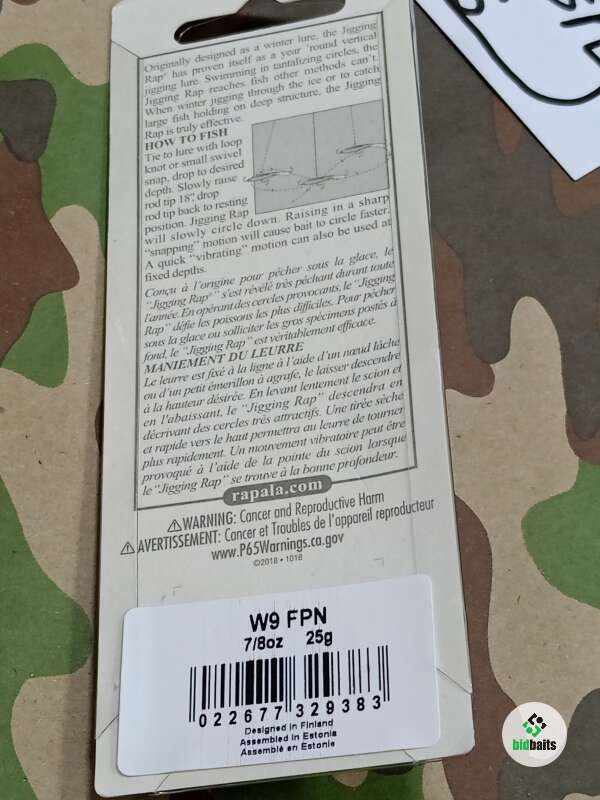 Originally designed as a winter lure, the Jigging
Rap® has proven itself as a year 'round vertical
jigging lure. Swimming in tantalizing circles, the
Jigging Rap reaches fish other methods can't.
When winter jigging through the ice or to catch
large fish holding on deep structure, the Jigging
Rap is truly effective.
HOW TO FISH
Tie to lure with loop
knot or small swivel
snap, drop to desired
depth. Slowly raise
rod tip 18", drop
rod tip back to resting
position. Jigging Rap
will slowly circle down. Raising in a sharp
"snapping" motion will cause bait to circle faster.
A quick "vibrating" motion can also be used at
fixed depths.
Conçu à l'origine pour pêcher sous la glace, le
"Jigging Rap®" s'est révélé très pêchant durant toute
l'année. En opérant des cercles provocants, le "Jigging
Rap" défie les poissons les plus difficiles. Pour pêcher
sous la glace ou solliciter les gros spécimens postés à
fond, le "Jigging Rap" est véritablement efficace.
MANIEMENT DU LEURRE
Le leurre est fixé à la ligne à l'aide d'un nœud lâche
ou d'un petit émerillon à agrafe, le laisser descendre
à la hauteur désirée. En levant lentement le scion et
en l'abaissant, le "Jigging Rap" descendra en
décrivant des cercles très attractifs. Une tirée sèche
et rapide vers le haut permettra au leurre de tourner
plus rapidement. Un mouvement vibratoire peut être
provoqué à l'aide de la pointe du scion lorsque
le "Jigging Rap" se trouve à la bonne profondeur.
rapala.com
⚠WARNING: Cancer and Reproductive Harm
⚠AVERTISSEMENT: Cancer et Troubles de l'appareil reproducteur
www.P65Warnings.ca.gov
©2018 • 1018
W9 FPN
7/8oz 25g
0 22677 32938 3
Designed in Finland
Assembled in Estonia
Assemblé en Estonie
bidbaits